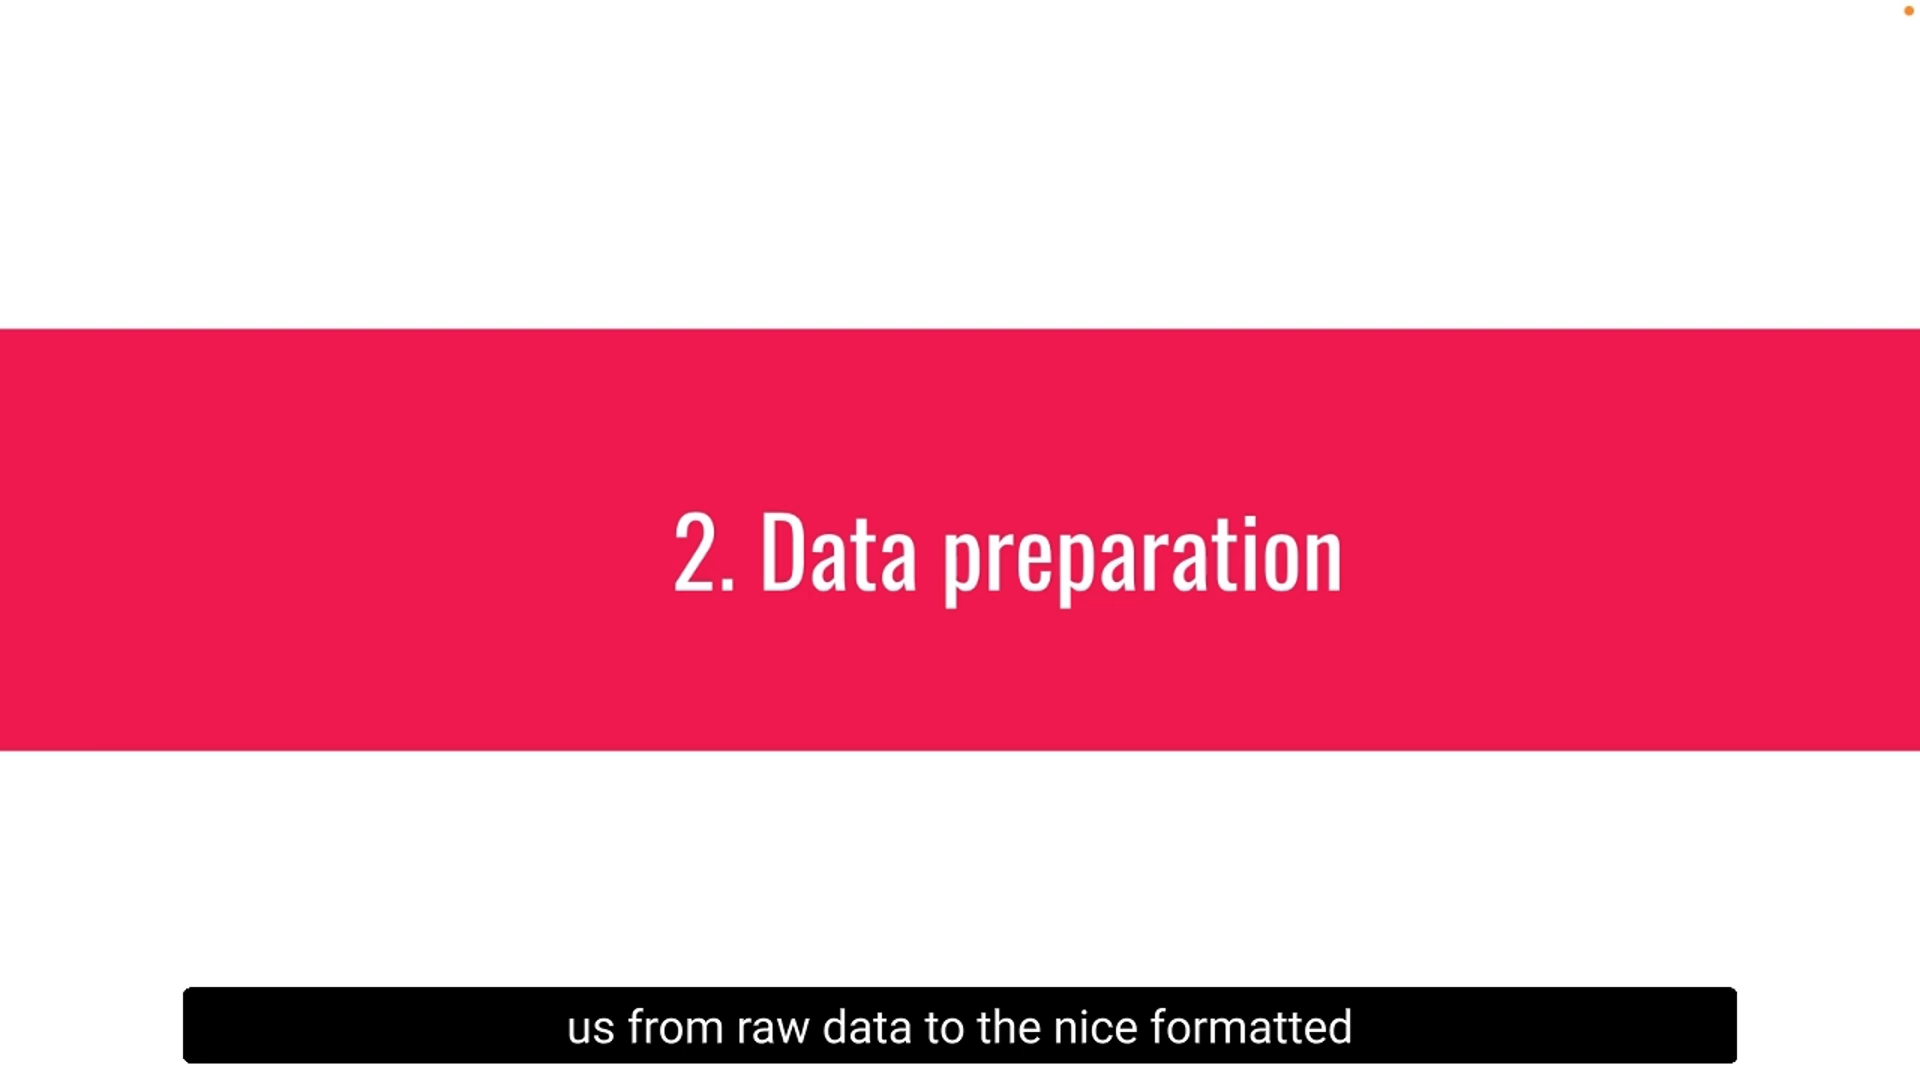 2. Data preparation
us from raw data to the nice formatted